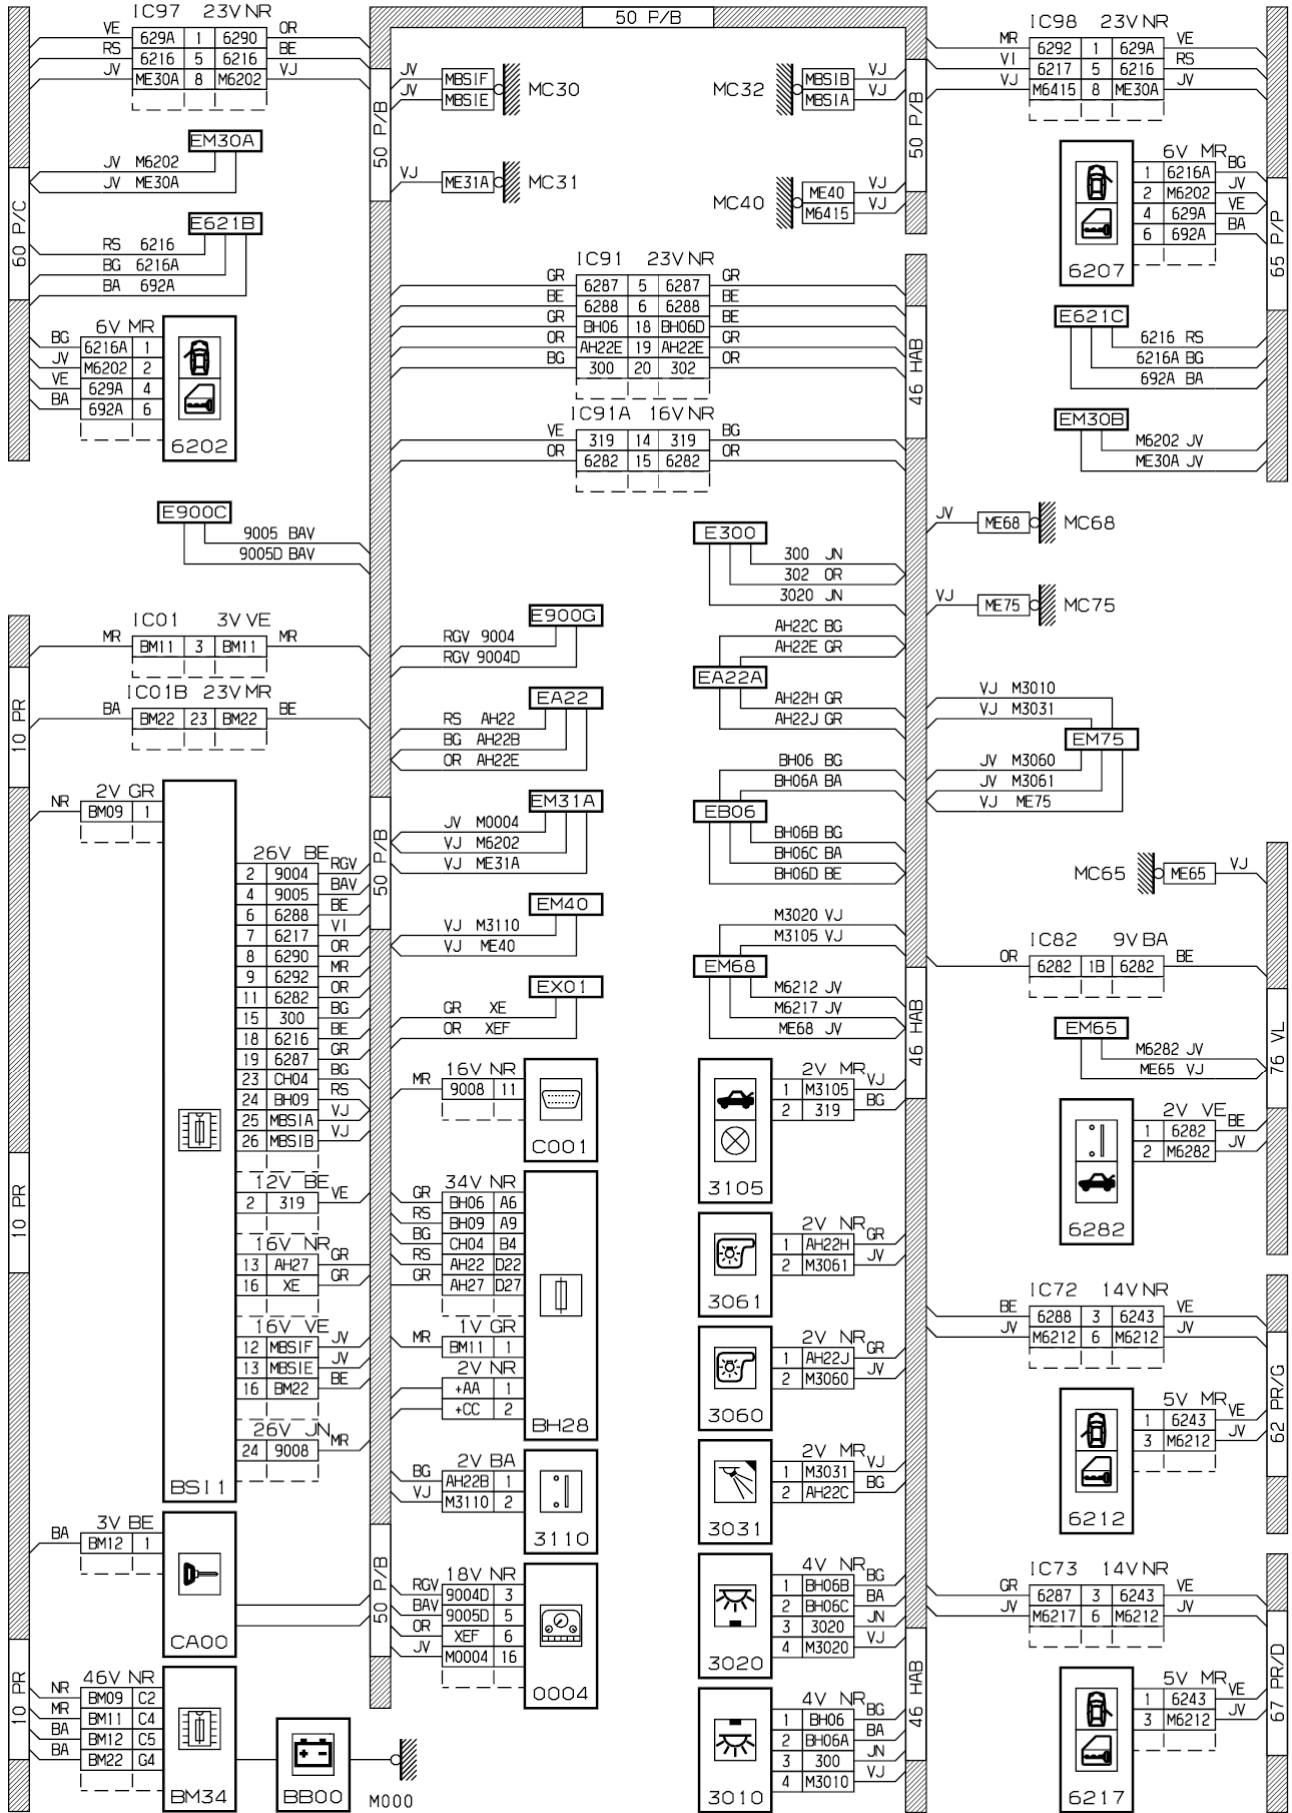 50 P/B
IC97 23V NR
VE 629A 1 6290 OR
RS 6216 5 6216 BE
JV ME30A 8 M6202 VJ
EM30A
JV M6202
JV ME30A
E621B
RS 6216
BG 6216A
BA 692A
60 P/C
6V MR
BG 6216A 1
JV M6202 2
VE 629A 4
BA 692A 6
6202
50 P/B
JV MBSIF
JV MBSIE
MC30
VJ ME31A MC31
MC32
MBSIB VJ
MBSIA VJ
MC40
ME40 VJ
M6415 VJ
50 P/B
IC98 23V NR
MR 6292 1 629A VE
VI 6217 5 6216 RS
VJ M6415 8 ME30A JV
6V MR
1 6216A BG
2 M6202 JV
4 629A VE
6 692A BA
6207
65 P/P
E621C
6216 RS
6216A BG
692A BA
EM30B
M6202 JV
ME30A JV
IC91 23V NR
GR 6287 5 6287 GR
BE 6288 6 6288 BE
GR BH06 18 BH06D BE
OR AH22E 19 AH22E GR
BG 300 20 302 OR
IC91A 16V NR
VE 319 14 319 BG
OR 6282 15 6282 OR
46 HAB
E900C
9005 BAV
9005D BAV
IC01 3V VE
MR BM11 3 BM11 MR
IC01B 23V MR
BA BM22 23 BM22 BE
10 PR
2V GR
NR BM09 1
26V BE
2 9004 RGV
4 9005 BAV
6 6288 BE
7 6217 VI
8 6290 OR
9 6292 MR
11 6282 OR
15 300 BG
18 6216 BE
19 6287 GR
23 CH04 BG
24 BH09 RS
25 MBSIA VJ
26 MBSIB VJ
12V BE
2 319 VE
16V NR
13 AH27 GR
16 XE GR
16V VE
12 MBSIF JV
13 MBSIE JV
16 BM22 BE
26V JN
24 9008 MR
BSI1
10 PR
3V BE
BA BM12 1
CA00
10 PR
46V NR
NR BM09 C2
MR BM11 C4
BA BM12 C5
BA BM22 G4
BM34
BB00
M000
E900G
RGV 9004
RGV 9004D
EA22
RS AH22
BG AH22B
OR AH22E
EM31A
JV M0004
VJ M6202
VJ ME31A
50 P/B
EM40
VJ M3110
VJ ME40
EX01
GR XE
OR XEF
16V NR
MR 9008 11
C001
34V NR
GR BH06 A6
RS BH09 A9
BG CH04 B4
RS AH22 D22
GR AH27 D27
1V GR
MR BM11 1
2V NR
+AA 1
+CC 2
BH28
2V BA
BG AH22B 1
VJ M3110 2
3110
50 P/B
18V NR
RGV 9004D 3
BAV 9005D 5
OR XEF 6
JV M0004 16
0004
E300
300 JN
302 OR
3020 JN
AH22C BG
AH22E GR
EA22A
AH22H GR
AH22J GR
BH06 BG
BH06A BA
EB06
BH06B BG
BH06C BA
BH06D BE
M3020 VJ
M3105 VJ
EM68
M6212 JV
M6217 JV
ME68 JV
46 HAB
2V MR
1 M3105 VJ
2 319 BG
3105
2V NR
1 AH22H GR
2 M3061 JV
3061
2V NR
1 AH22J GR
2 M3060 JV
3060
2V MR
1 M3031 VJ
2 AH22C BG
3031
4V NR
1 BH06B BG
2 BH06C BA
3 3020 JN
4 M3020 VJ
3020
46 HAB
4V NR
1 BH06 BG
2 BH06A BA
3 300 JN
4 M3010 VJ
3010
JV ME68 MC68
VJ ME75 MC75
VJ M3010
VJ M3031
EM75
JV M3060
JV M3061
VJ ME75
MC65 ME65 VJ
IC82 9V BA
OR 6282 1B 6282 BE
EM65
M6282 JV
ME65 VJ
76 VL
2V VE
1 6282 BE
2 M6282 JV
6282
IC72 14V NR
BE 6288 3 6243 VE
JV M6212 6 M6212 JV
5V MR
1 6243 VE
3 M6212 JV
6212
62 PR/G
IC73 14V NR
GR 6287 3 6243 VE
JV M6217 6 M6212 JV
5V MR
1 6243 VE
3 M6212 JV
6217
67 PR/D